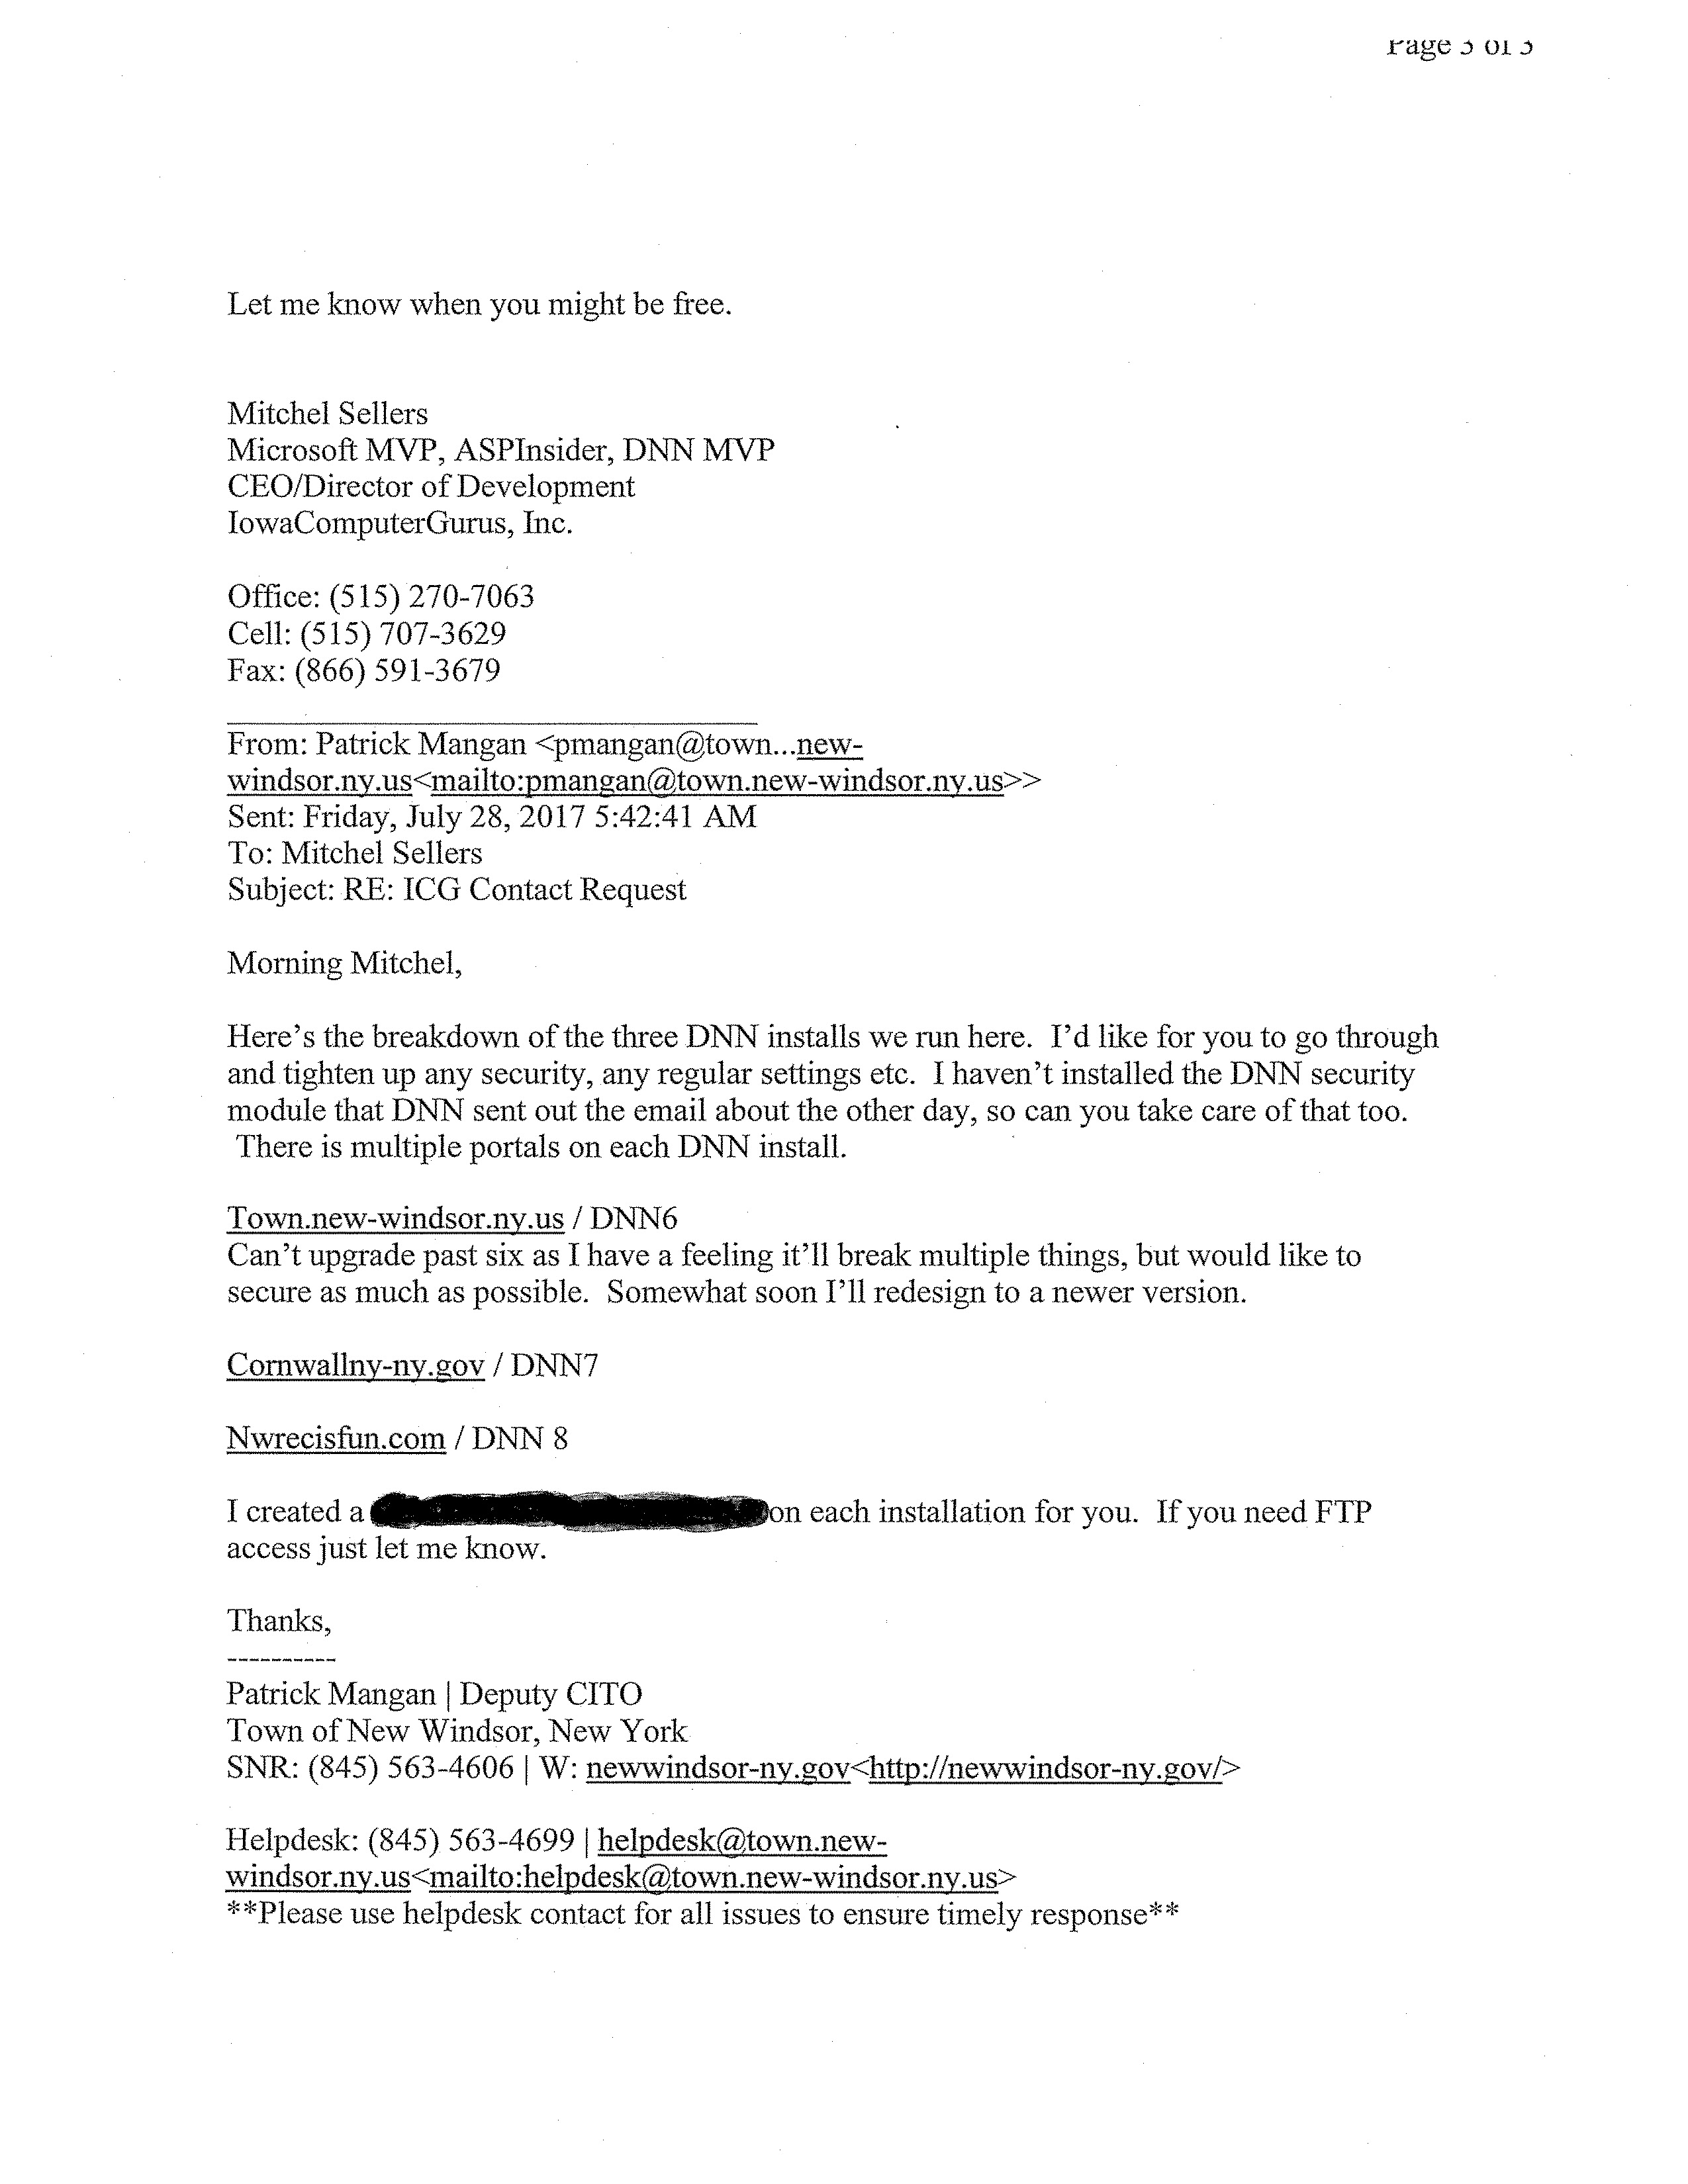 Page 3 of 3
Let me know when you might be free.
Mitchel Sellers
Microsoft MVP, ASPInsider, DNN MVP
CEO/Director of Development
IowaComputerGurus, Inc.
Office: (515) 270-7063
Cell: (515) 707-3629
Fax: (866) 591-3679
From: Patrick Mangan <pmangan@town...new-
windsor.ny.us<mailto:pmangan@town.new-windsor.ny.us>>
Sent: Friday, July 28, 2017 5:42:41 AM
To: Mitchel Sellers
Subject: RE: ICG Contact Request
Morning Mitchel,
Here's the breakdown of the three DNN installs we run here.  I'd like for you to go through
and tighten up any security, any regular settings etc.  I haven't installed the DNN security
module that DNN sent out the email about the other day, so can you take care of that too.
There is multiple portals on each DNN install.
Town.new-windsor.ny.us / DNN6
Can't upgrade past six as I have a feeling it'll break multiple things, but would like to
secure as much as possible.  Somewhat soon I'll redesign to a newer version.
Cornwallny-ny.gov / DNN7
Nwrecisfun.com / DNN 8
I created a on each installation for you.  If you need FTP
access just let me know.
Thanks,
----------
Patrick Mangan | Deputy CITO
Town of New Windsor, New York
SNR: (845) 563-4606 | W: newwindsor-ny.gov<http://newwindsor-ny.gov/>
Helpdesk: (845) 563-4699 | helpdesk@town.new-
windsor.ny.us<mailto:helpdesk@town.new-windsor.ny.us>
**Please use helpdesk contact for all issues to ensure timely response**